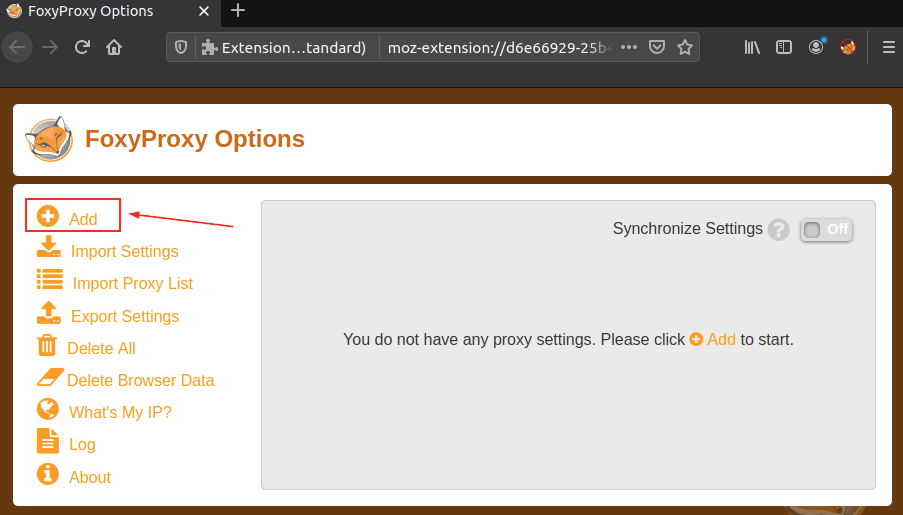 FoxyProxy Options
Extension…tandard)
moz-extension://d6e66929-25b4
FoxyProxy Options
Add
Import Settings
Import Proxy List
Export Settings
Delete All
Delete Browser Data
What's My IP?
Log
About
Synchronize Settings ? Off
You do not have any proxy settings. Please click Add to start.